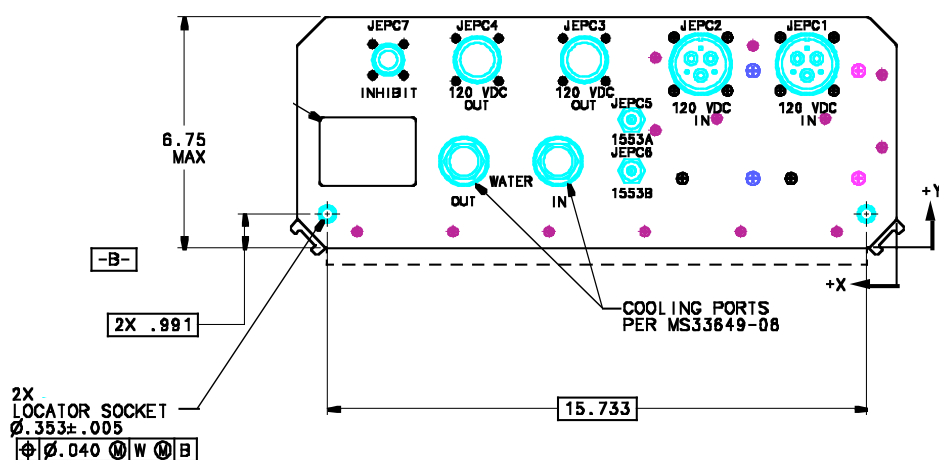 JEPC7
JEPC4
JEPC3
JEPC2
JEPC1
INHIBIT
120 VDC
OUT
120 VDC
OUT
120 VDC
IN
120 VDC
IN
JEPC5
1553A
JEPC6
1553B
6.75
MAX
WATER
OUT
IN
+Y
+X
-B-
2X .991
COOLING PORTS
PER MS33649-08
2X
LOCATOR SOCKET
Ø.353±.005
⌖ Ø.040 Ⓜ W Ⓜ B
15.733